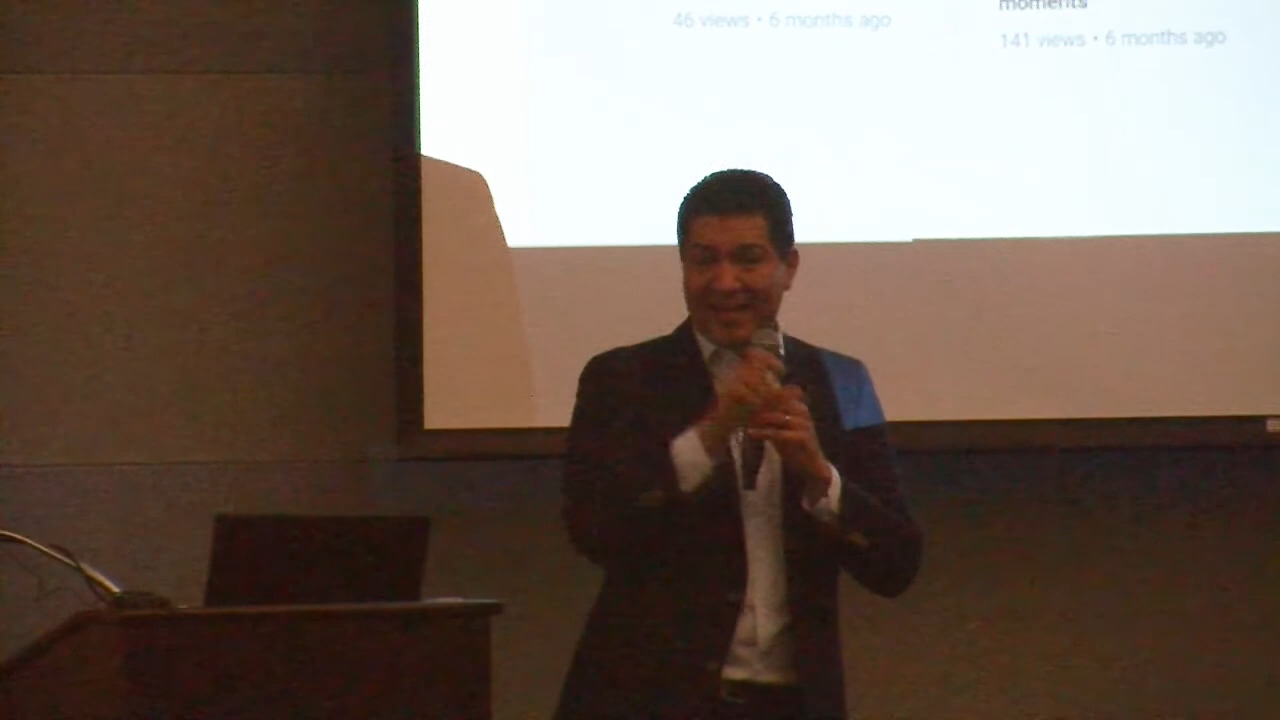 moments
46 views • 6 months ago
141 views • 6 months ago